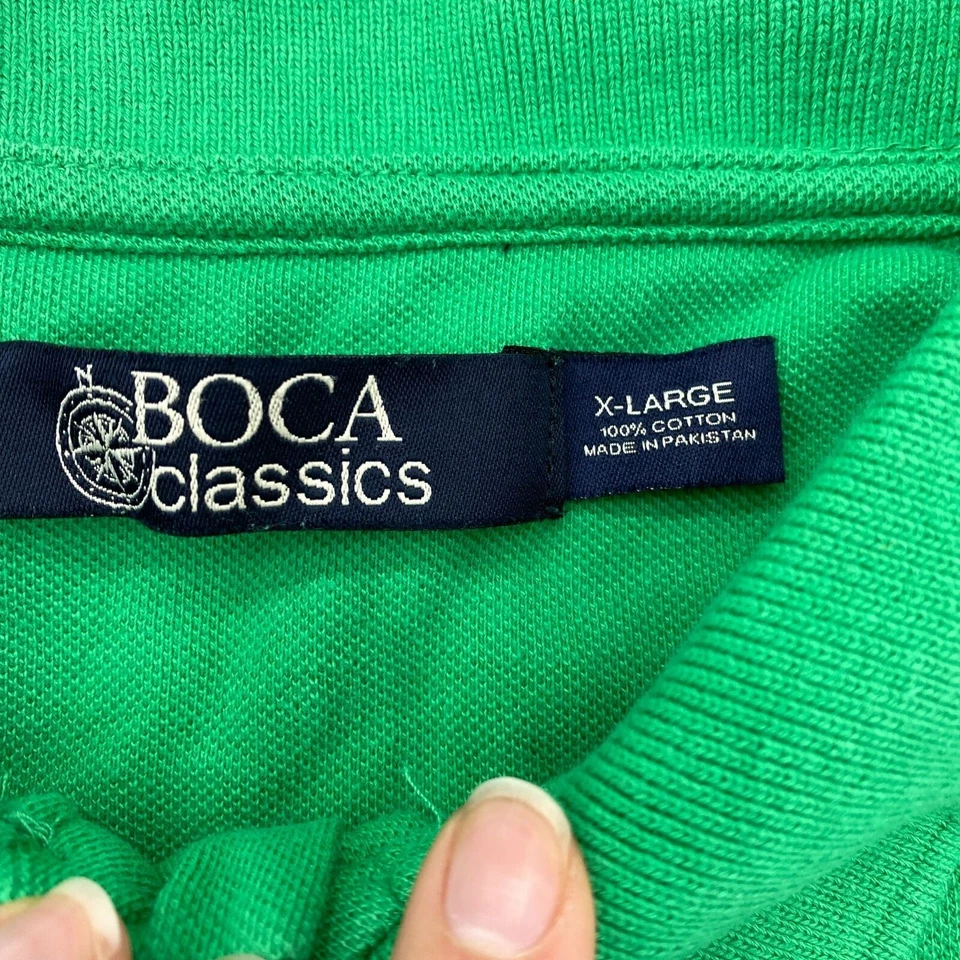 N
BOCA
classics
X-LARGE
100% COTTON
MADE IN PAKISTAN